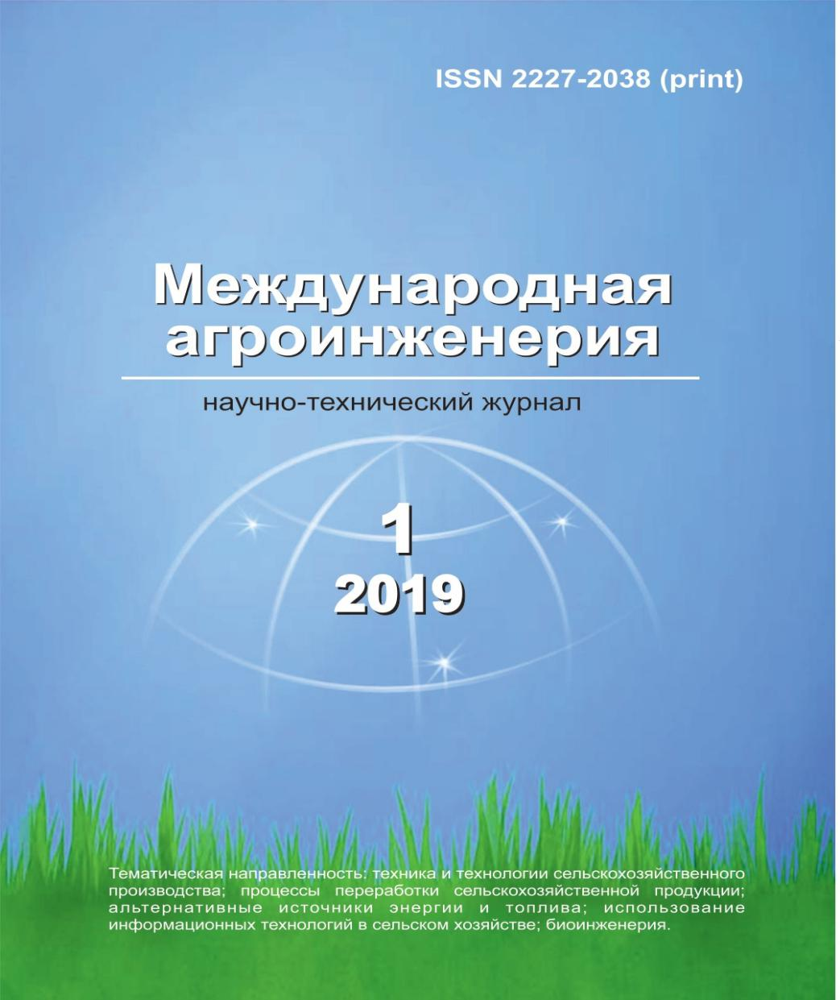 ISSN 2227-2038 (print)
Международная
агроинженерия
научно-технический журнал
1
2019
Тематическая направленность: техника и технологии сельскохозяйственного
производства; процессы переработки сельскохозяйственной продукции;
альтернативные источники энергии и топлива; использование
информационных технологий в сельском хозяйстве; биоинженерия.